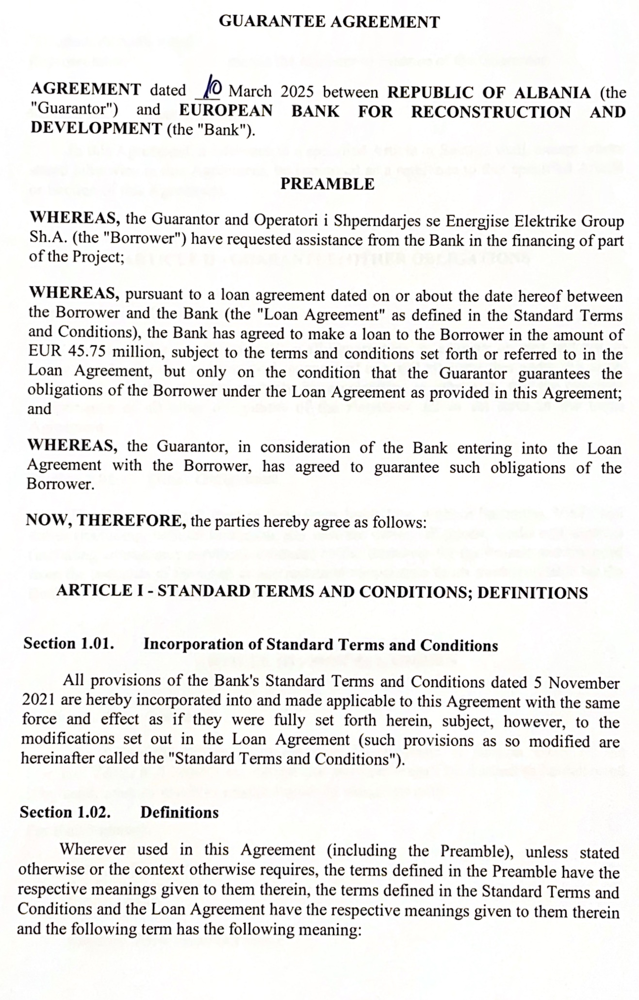 GUARANTEE AGREEMENT
AGREEMENT dated 10 March 2025 between REPUBLIC OF ALBANIA (the
"Guarantor") and EUROPEAN BANK FOR RECONSTRUCTION AND
DEVELOPMENT (the "Bank").
PREAMBLE
WHEREAS, the Guarantor and Operatori i Shperndarjes se Energjise Elektrike Group
Sh.A. (the "Borrower") have requested assistance from the Bank in the financing of part
of the Project;
WHEREAS, pursuant to a loan agreement dated on or about the date hereof between
the Borrower and the Bank (the "Loan Agreement" as defined in the Standard Terms
and Conditions), the Bank has agreed to make a loan to the Borrower in the amount of
EUR 45.75 million, subject to the terms and conditions set forth or referred to in the
Loan Agreement, but only on the condition that the Guarantor guarantees the
obligations of the Borrower under the Loan Agreement as provided in this Agreement;
and
WHEREAS, the Guarantor, in consideration of the Bank entering into the Loan
Agreement with the Borrower, has agreed to guarantee such obligations of the
Borrower.
NOW, THEREFORE, the parties hereby agree as follows:
ARTICLE I - STANDARD TERMS AND CONDITIONS; DEFINITIONS
Section 1.01. Incorporation of Standard Terms and Conditions
All provisions of the Bank's Standard Terms and Conditions dated 5 November
2021 are hereby incorporated into and made applicable to this Agreement with the same
force and effect as if they were fully set forth herein, subject, however, to the
modifications set out in the Loan Agreement (such provisions as so modified are
hereinafter called the "Standard Terms and Conditions").
Section 1.02. Definitions
Wherever used in this Agreement (including the Preamble), unless stated
otherwise or the context otherwise requires, the terms defined in the Preamble have the
respective meanings given to them therein, the terms defined in the Standard Terms and
Conditions and the Loan Agreement have the respective meanings given to them therein
and the following term has the following meaning: